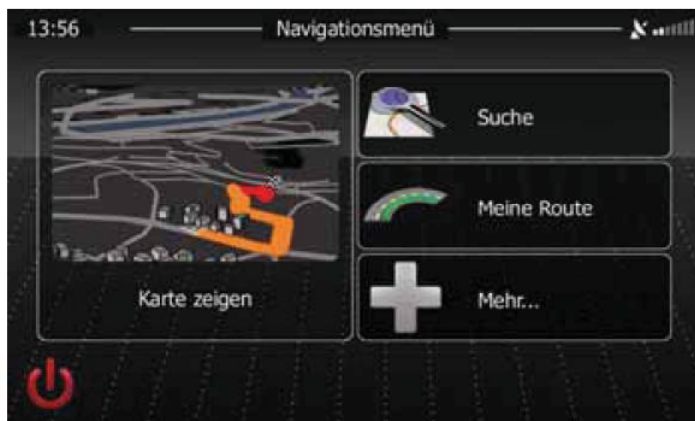 13:56
Navigationsmenü
Suche
Meine Route
Karte zeigen
Mehr...